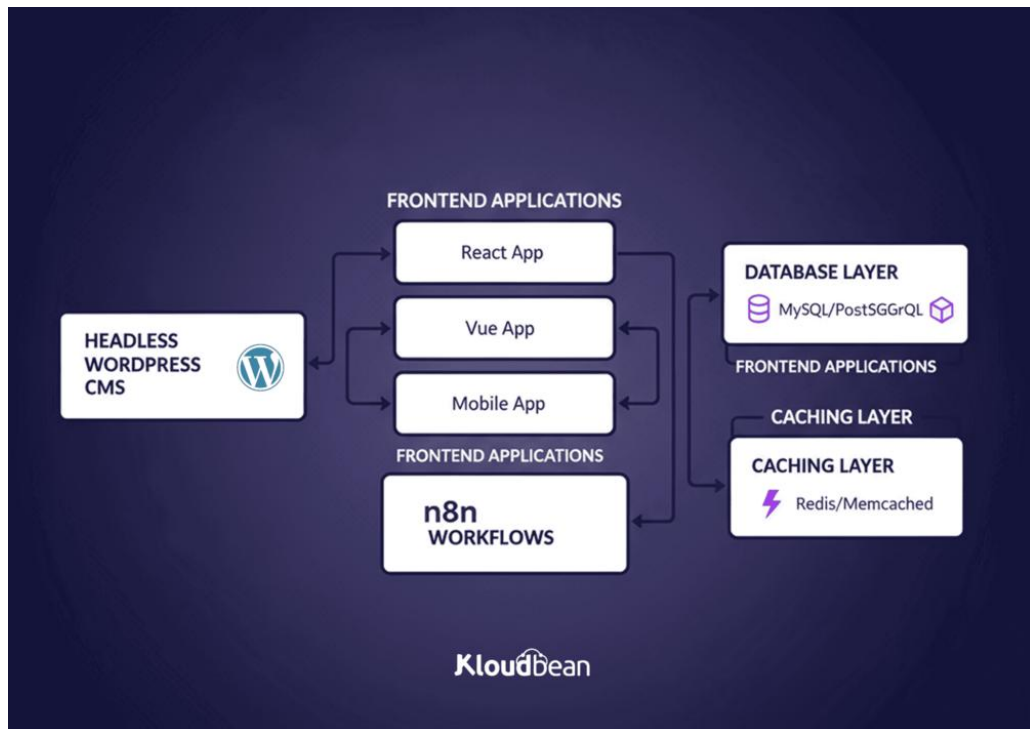 FRONTEND APPLICATIONS
React App
Vue App
Mobile App
HEADLESS
WORDPRESS
CMS
FRONTEND APPLICATIONS
n8n
WORKFLOWS
DATABASE LAYER
MySQL/PostSGGrQL
FRONTEND APPLICATIONS
CACHING LAYER
CACHING LAYER
Redis/Memcached
Kloudbean